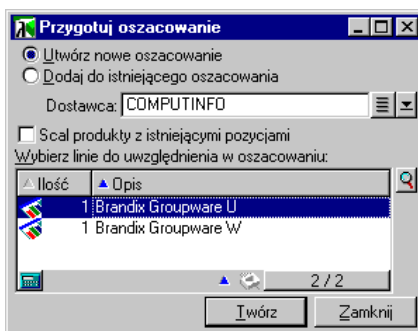 Przygotuj oszacowanie
Utwórz nowe oszacowanie
Dodaj do istniejącego oszacowania
Dostawca: COMPUTINFO
Scal produkty z istniejącymi pozycjami
Wybierz linie do uwzględnienia w oszacowaniu:
Ilość Opis
1 Brandix Groupware U
1 Brandix Groupware W
2 / 2
Twórz Zamknij